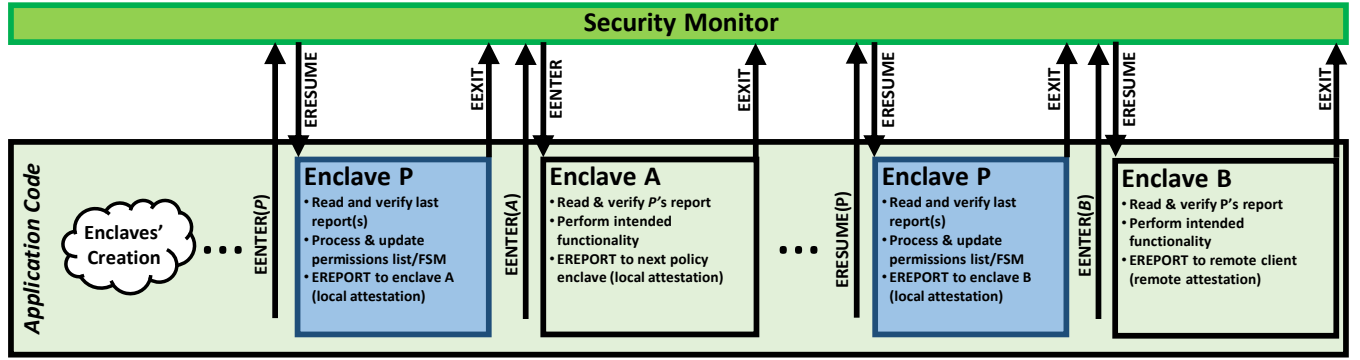 Security Monitor
EENTER(P)
ERESUME
EEXIT
EENTER(A)
EENTER
EEXIT
ERESUME(P)
ERESUME
EEXIT
EENTER(B)
ERESUME
EEXIT
Application Code
Enclaves'
Creation
...
Enclave P
• Read and verify last
report(s)
• Process & update
permissions list/FSM
• EREPORT to enclave A
(local attestation)
Enclave A
• Read & verify P's report
• Perform intended
functionality
• EREPORT to next policy
enclave (local attestation)
...
Enclave P
• Read and verify last
report(s)
• Process & update
permissions list/FSM
• EREPORT to enclave B
(local attestation)
Enclave B
• Read & verify P's report
• Perform intended
functionality
• EREPORT to remote client
(remote attestation)